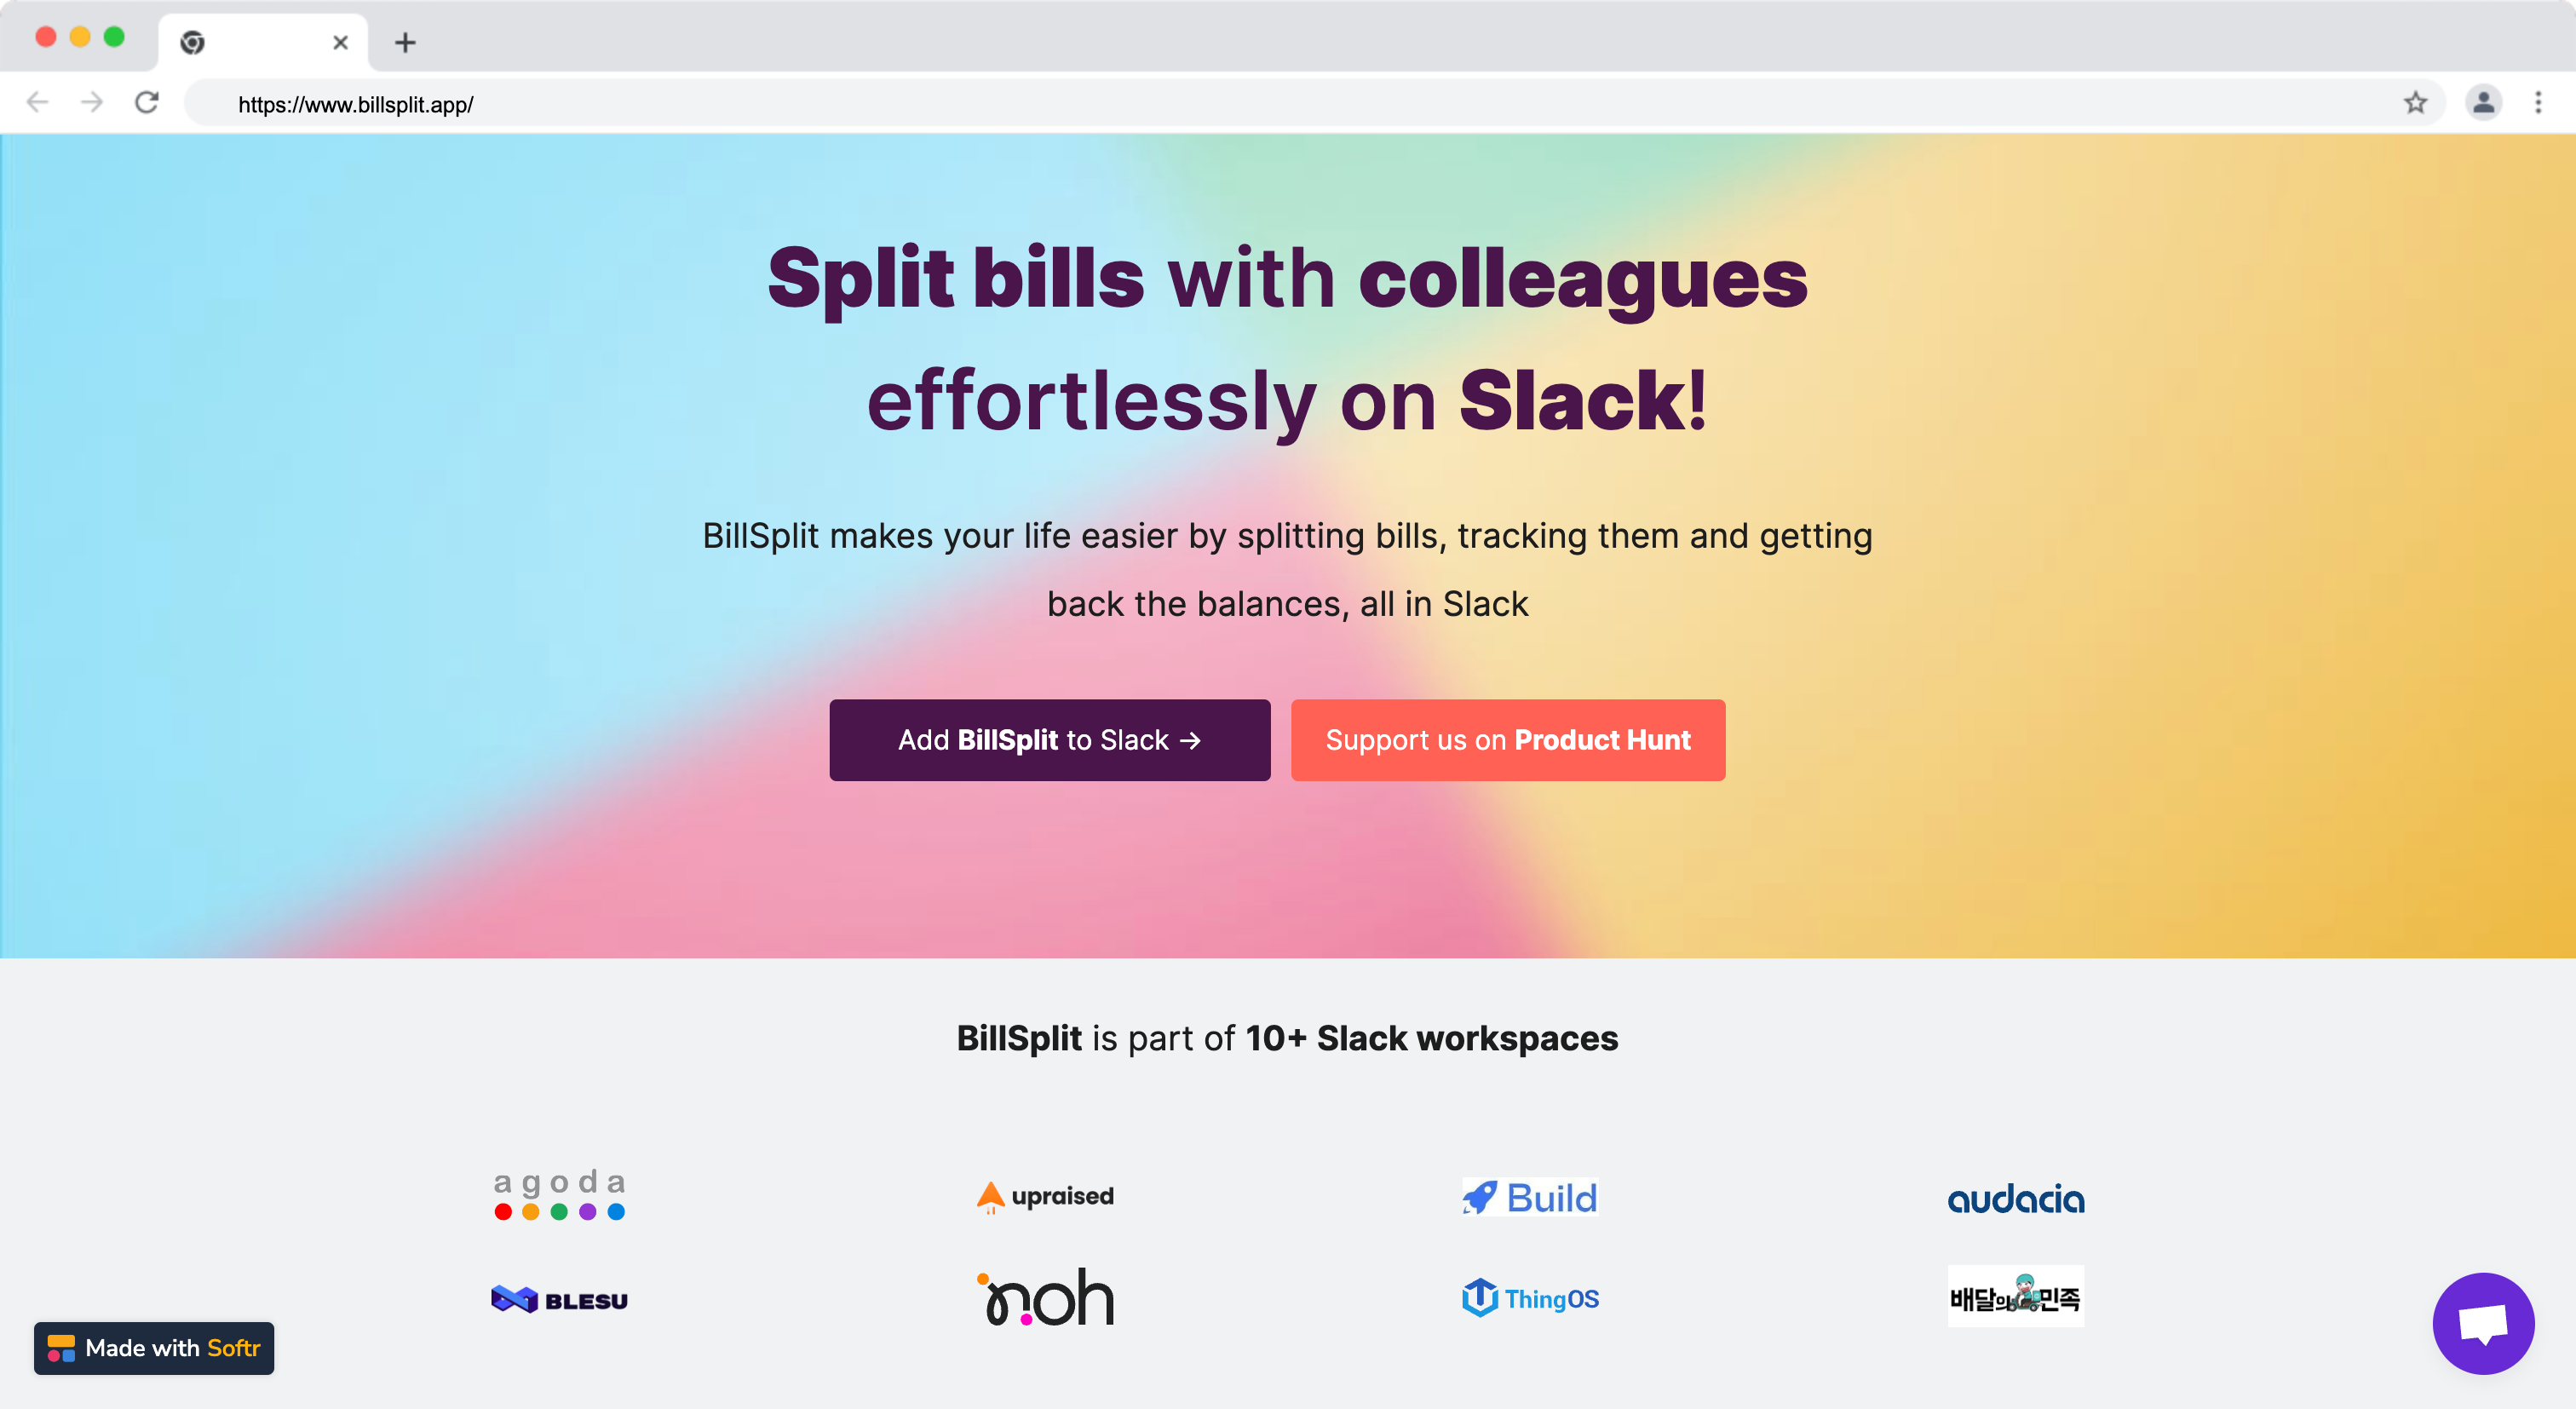 https://www.billsplit.app/
Split bills with colleagues
effortlessly on Slack!
BillSplit makes your life easier by splitting bills, tracking them and getting
back the balances, all in Slack
Add BillSplit to Slack →
Support us on Product Hunt
BillSplit is part of 10+ Slack workspaces
agoda
upraised
Build
audacia
BLESU
noh
ThingOS
배달의민족
Made with Softr